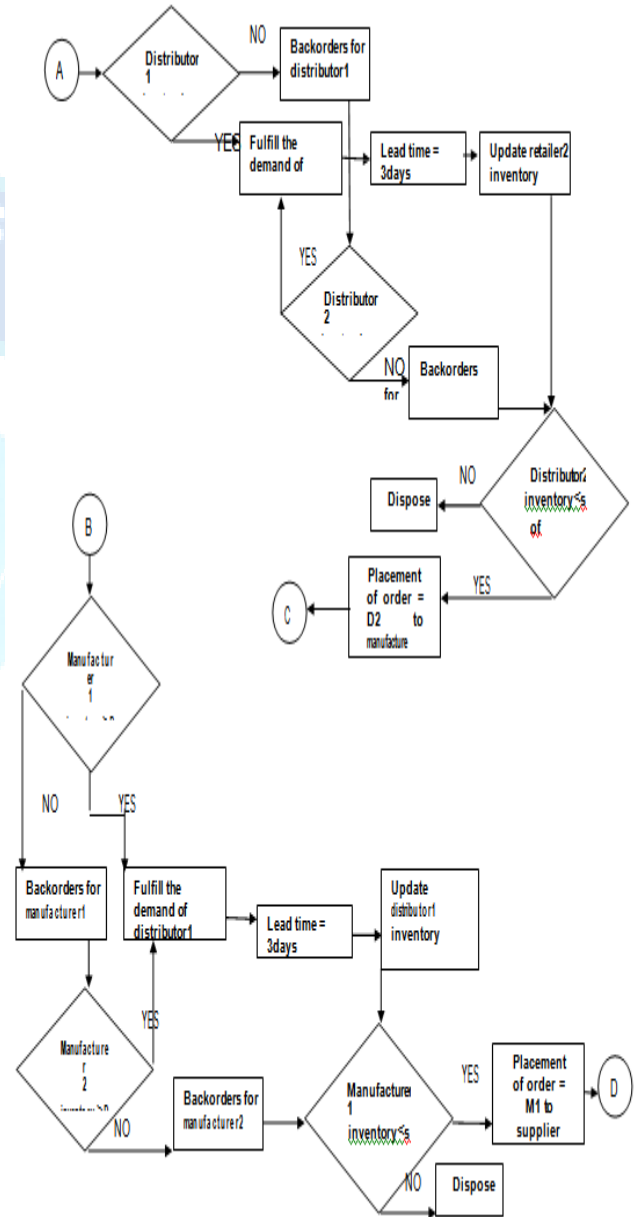 A
Distributor
1
NO
Backorders for
distributor1
YES
Fulfill the
demand of
Lead time =
3days
Update retailer2
inventory
YES
Distributor
2
NO
for
Backorders
Distributor2
inventory<s
of
NO
Dispose
YES
Placement
of order =
D2 to
manufacture
C
B
Manufactur
er
1
NO
YES
Backorders for
manufacturer1
Fulfill the
demand of
distributor1
Lead time =
3days
Update
distributor1
inventory
YES
Manufacture
r
2
NO
Backorders for
manufacturer2
Manufacturer
1
inventory<s
YES
Placement
of order =
M1 to
supplier
D
NO
Dispose